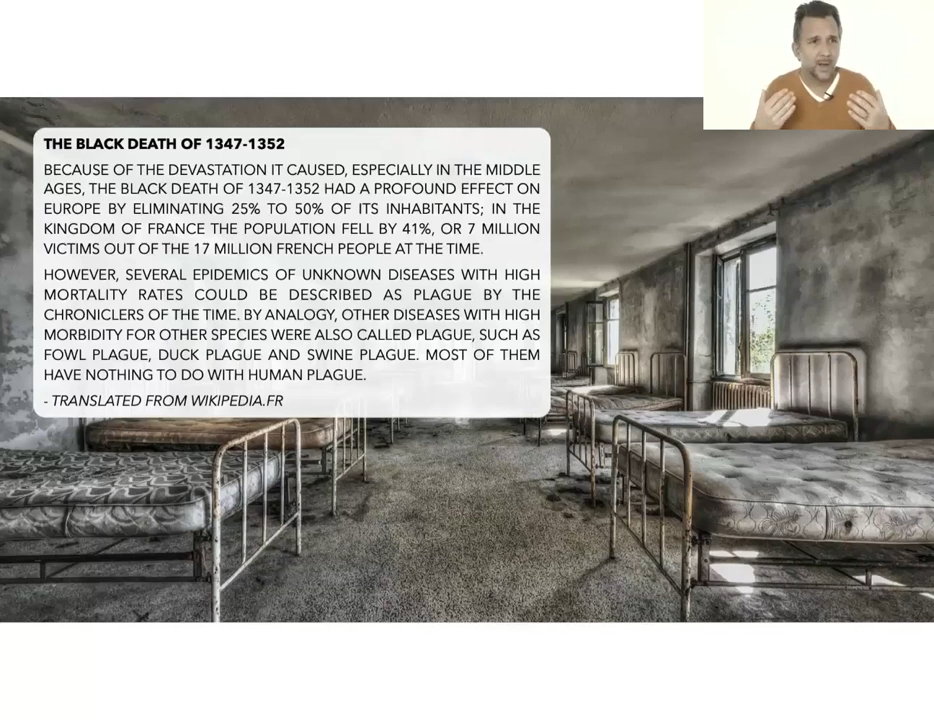 THE BLACK DEATH OF 1347-1352
BECAUSE OF THE DEVASTATION IT CAUSED, ESPECIALLY IN THE MIDDLE
AGES, THE BLACK DEATH OF 1347-1352 HAD A PROFOUND EFFECT ON
EUROPE BY ELIMINATING 25% TO 50% OF ITS INHABITANTS; IN THE
KINGDOM OF FRANCE THE POPULATION FELL BY 41%, OR 7 MILLION
VICTIMS OUT OF THE 17 MILLION FRENCH PEOPLE AT THE TIME.
HOWEVER, SEVERAL EPIDEMICS OF UNKNOWN DISEASES WITH HIGH
MORTALITY RATES COULD BE DESCRIBED AS PLAGUE BY THE
CHRONICLERS OF THE TIME. BY ANALOGY, OTHER DISEASES WITH HIGH
MORBIDITY FOR OTHER SPECIES WERE ALSO CALLED PLAGUE, SUCH AS
FOWL PLAGUE, DUCK PLAGUE AND SWINE PLAGUE. MOST OF THEM
HAVE NOTHING TO DO WITH HUMAN PLAGUE.
- TRANSLATED FROM WIKIPEDIA.FR